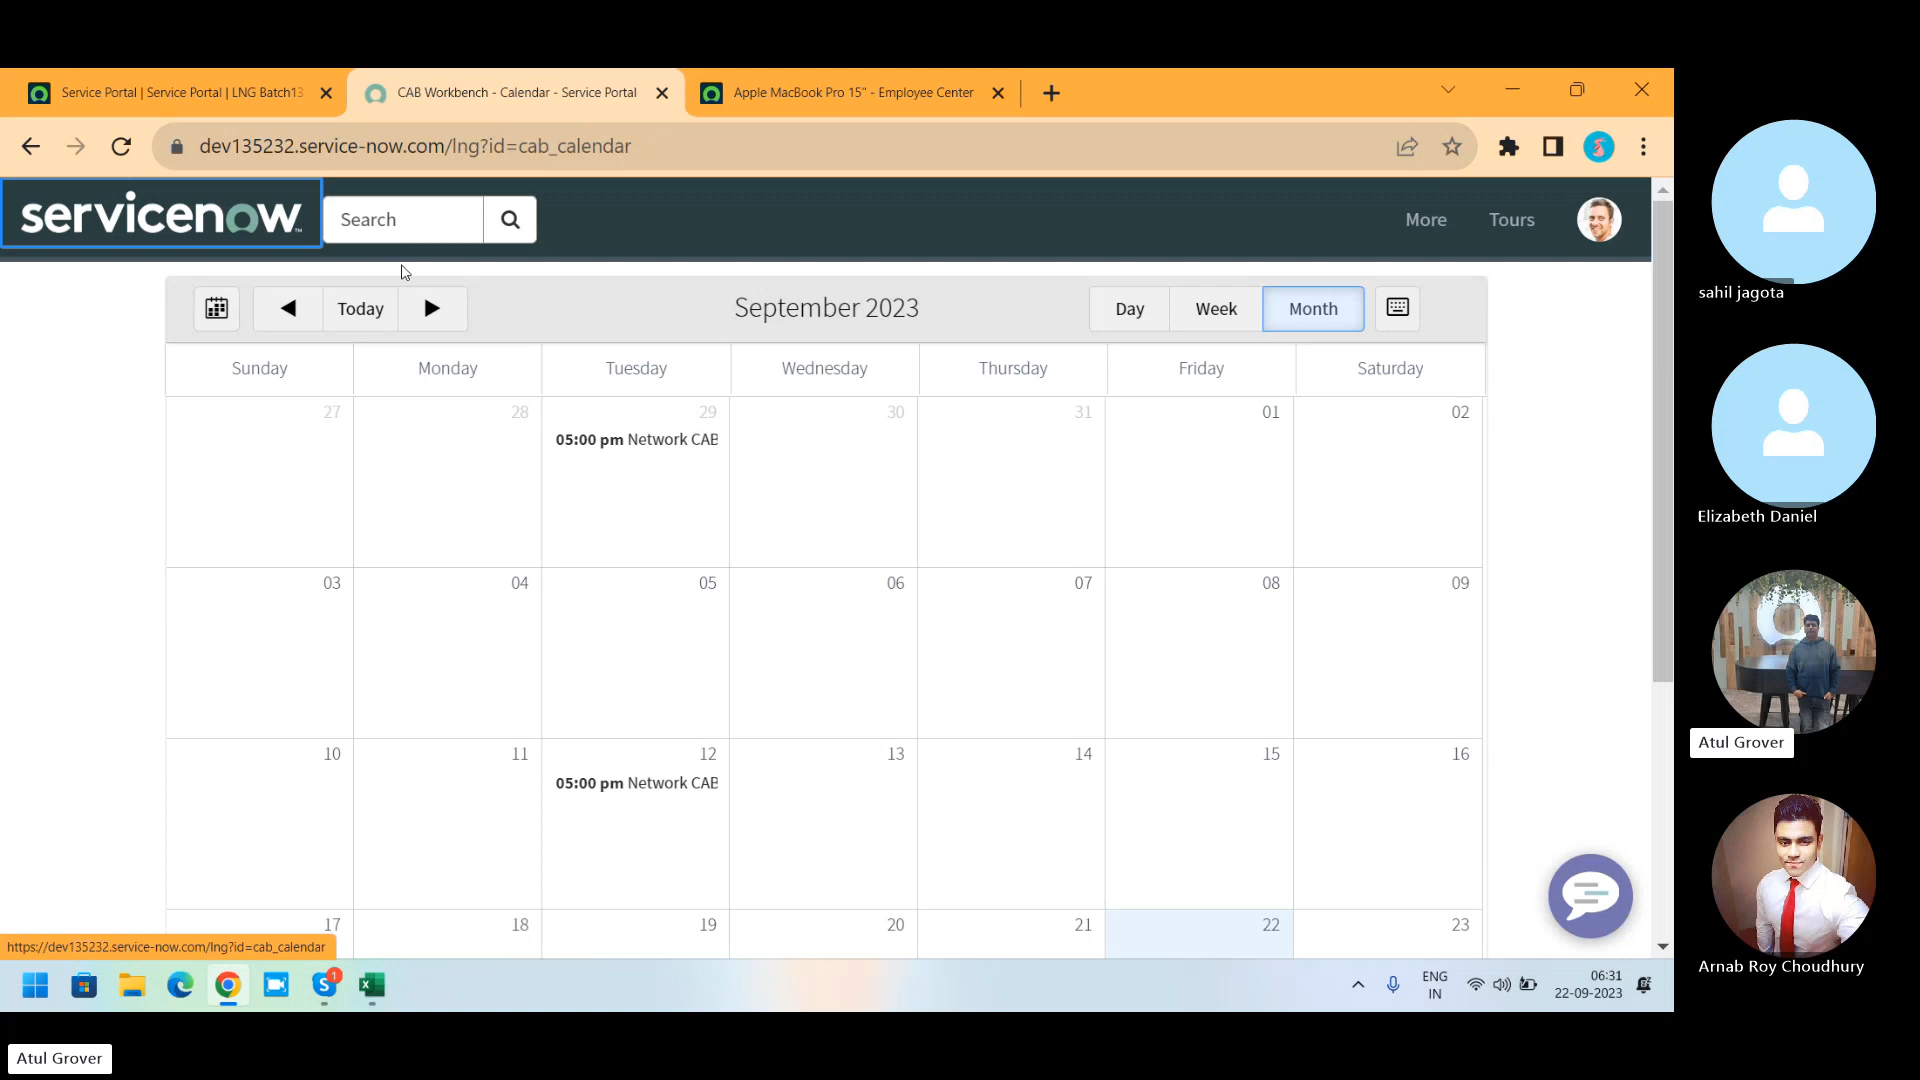 Service Portal | Service Portal | LNG Batch13
CAB Workbench - Calendar - Service Portal
Apple MacBook Pro 15" - Employee Center
dev135232.service-now.com/lng?id=cab_calendar
servicenow
Search
More
Tours
Today
September 2023
Day
Week
Month
Sunday
Monday
Tuesday
Wednesday
Thursday
Friday
Saturday
27
28
29
30
31
01
02
05:00 pm Network CAB
03
04
05
06
07
08
09
10
11
12
13
14
15
16
05:00 pm Network CAB
17
18
19
20
21
22
23
https://dev135232.service-now.com/lng?id=cab_calendar
1
ENG
IN
06:31
22-09-2023
sahil jagota
Elizabeth Daniel
Atul Grover
Arnab Roy Choudhury
Atul Grover